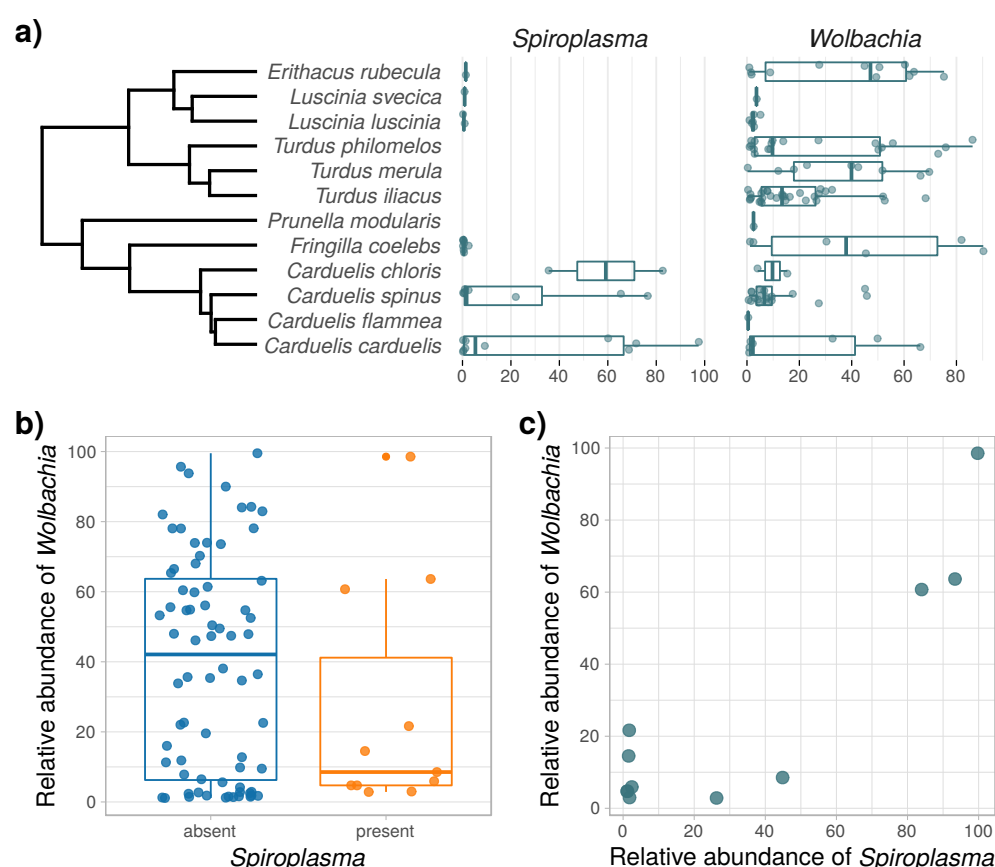 a)
Spiroplasma
Wolbachia
Erithacus rubecula
Luscinia svecica
Luscinia luscinia
Turdus philomelos
Turdus merula
Turdus iliacus
Prunella modularis
Fringilla coelebs
Carduelis chloris
Carduelis spinus
Carduelis flammea
Carduelis carduelis
0 20 40 60 80 100
0 20 40 60 80
b)
Relative abundance of Wolbachia
100
80
60
40
20
0
absent present
Spiroplasma
c)
Relative abundance of Wolbachia
100
80
60
40
20
0
0 20 40 60 80 100
Relative abundance of Spiroplasma